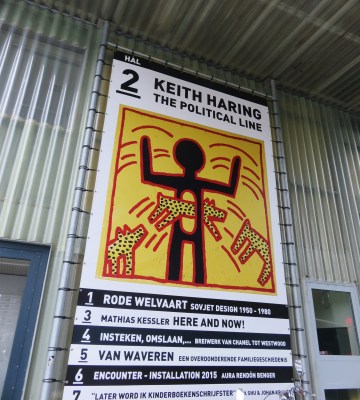 HAL
2 KEITH HARING
THE POLITICAL LINE
1 RODE WELVAART SOVJET DESIGN 1950 - 1980
3 MATHIAS KESSLER HERE AND NOW!
4 INSTEKEN, OMSLAAN,... BREIWERK VAN CHANEL TOT WESTWOOD
5 VAN WAVEREN EEN OVERDONDERENDE FAMILIEGESCHIEDENIS
6 ENCOUNTER - INSTALLATION 2015 AURA RENDÓN BENGER
7 "LATER WORD IK KINDERBOEKENSCHRIJFSTER"